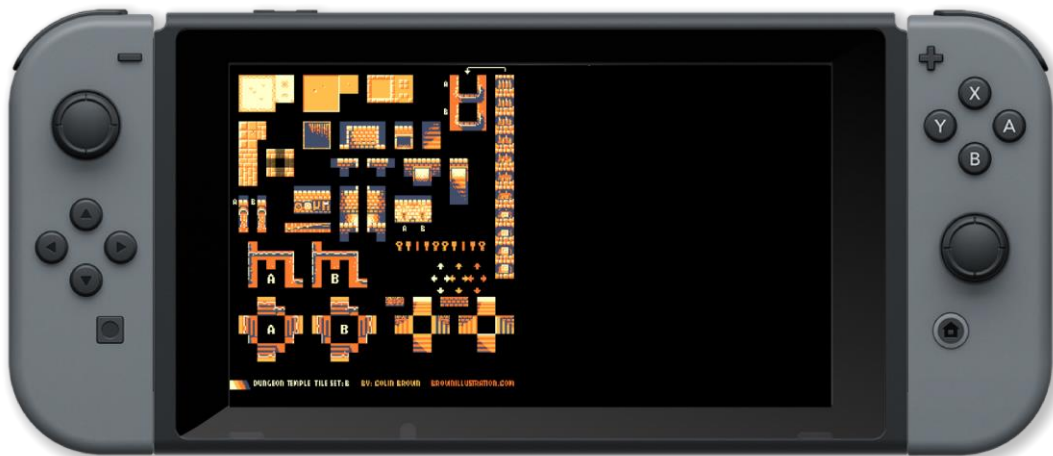 X
Y
A
B
A
B
A B
A B
A B
A B
DUNGEON TEMPLE TILE SET: B BY: COLIN BROWN BROWNILLUSTRATION.COM